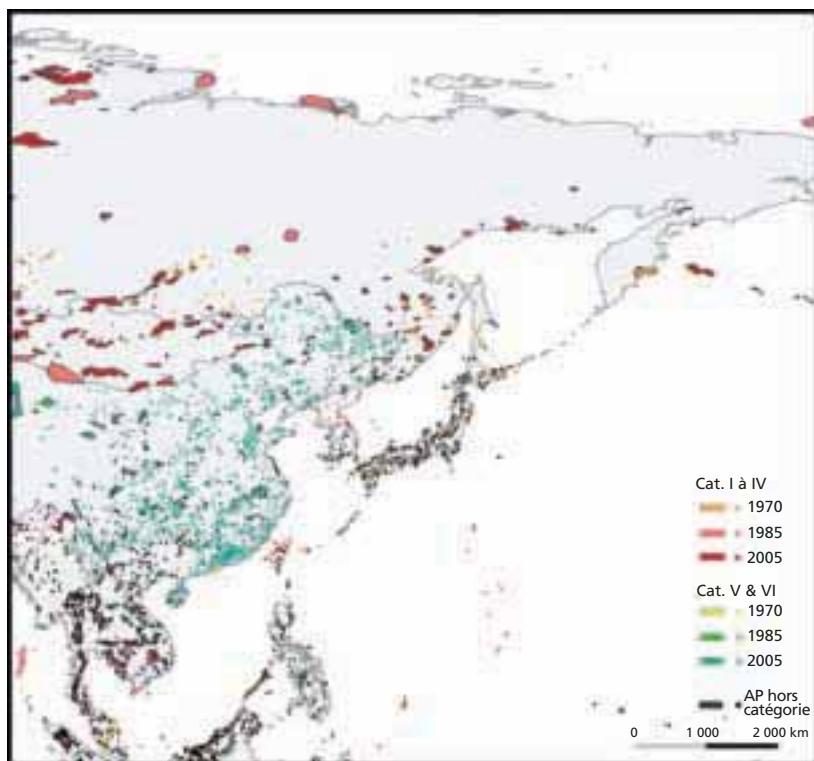 Cat. I à IV
1970
1985
2005
Cat. V & VI
1970
1985
2005
AP hors
catégorie
0 1 000 2 000 km